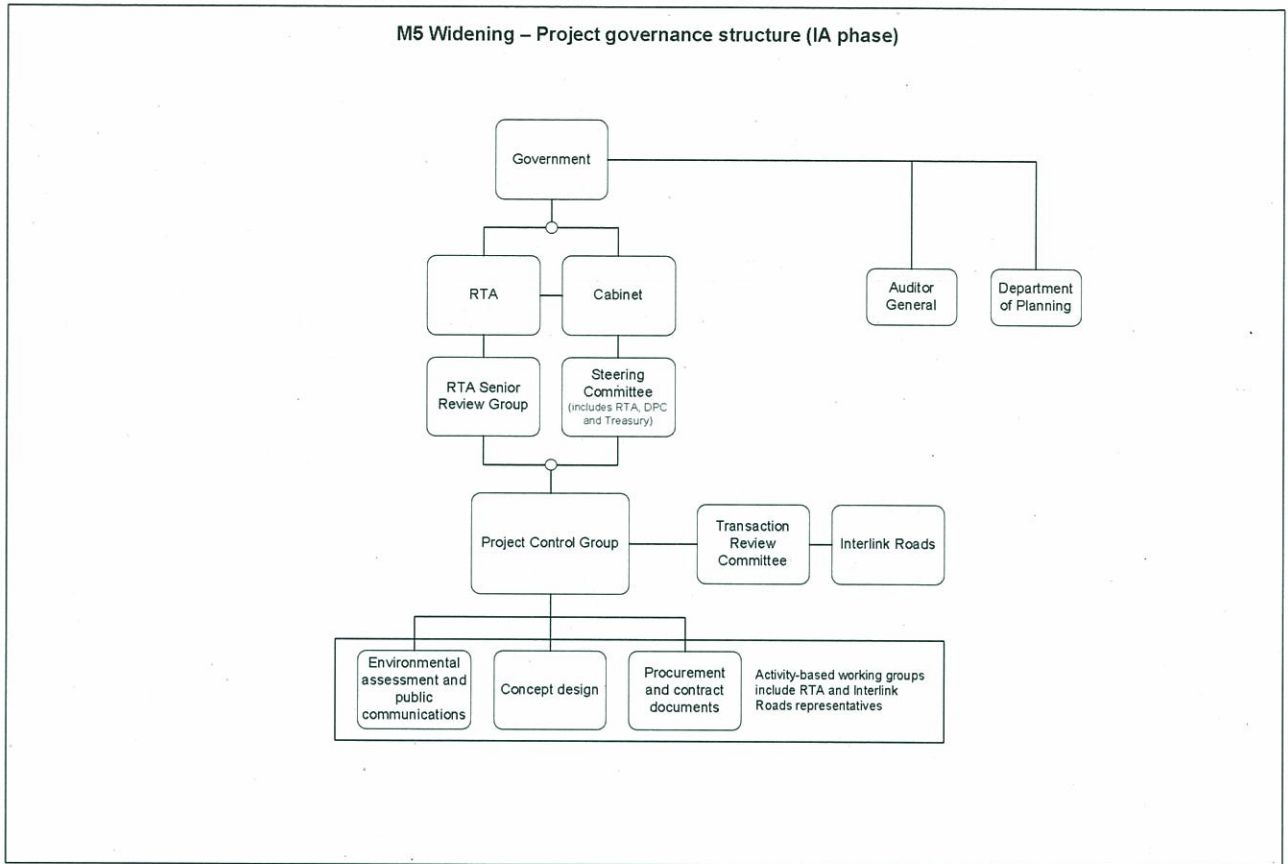 M5 Widening – Project governance structure (IA phase)
Government
RTA
Cabinet
Auditor
General
Department
of Planning
RTA Senior
Review Group
Steering
Committee
(includes RTA, DPC
and Treasury)
Project Control Group
Transaction
Review
Committee
Interlink Roads
Environmental
assessment and
public
communications
Concept design
Procurement
and contract
documents
Activity-based working groups
include RTA and Interlink
Roads representatives